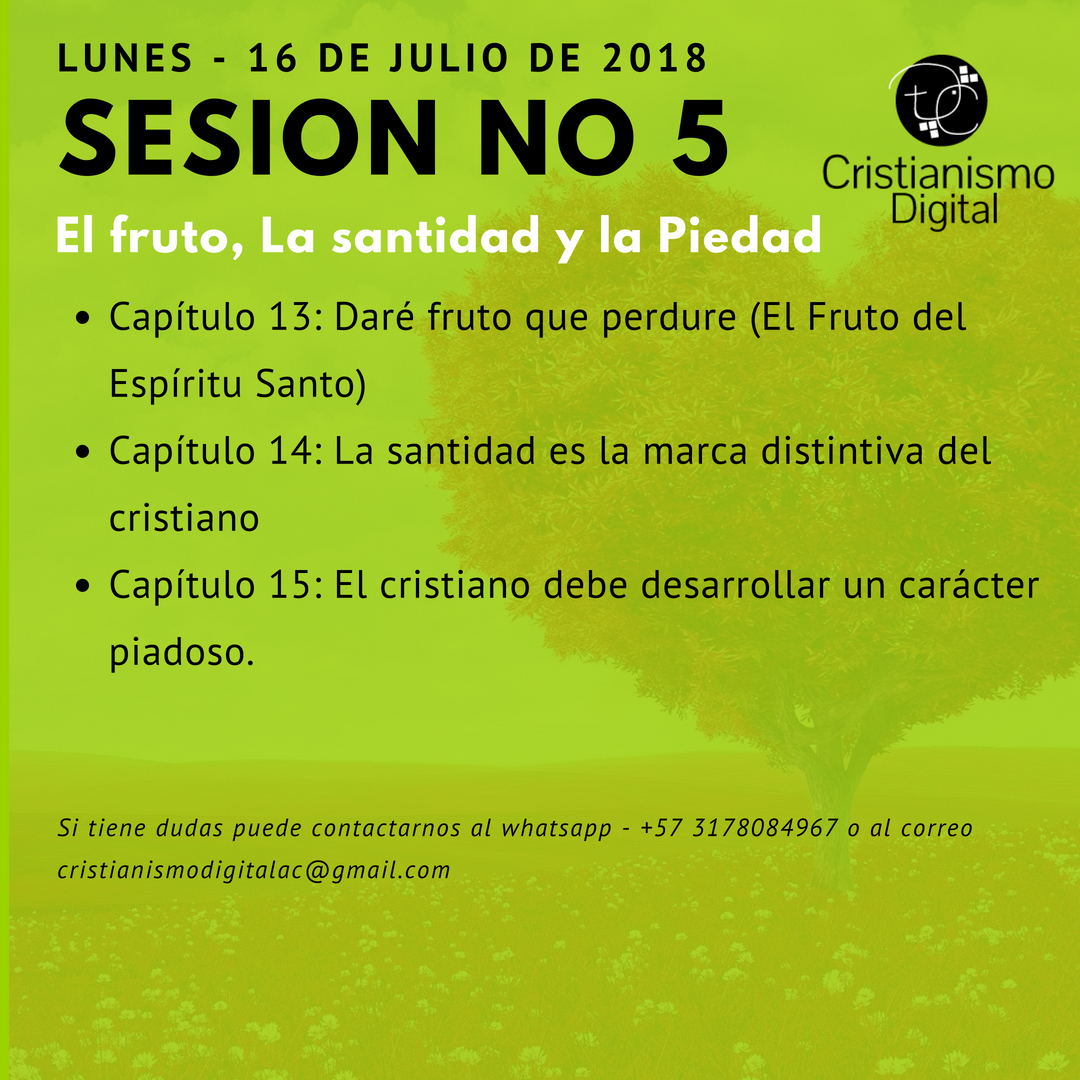 LUNES - 16 DE JULIO DE 2018
SESION NO 5
Cristianismo
Digital
El fruto, La santidad y la Piedad
• Capítulo 13: Daré fruto que perdure (El Fruto del
Espíritu Santo)
• Capítulo 14: La santidad es la marca distintiva del
cristiano
• Capítulo 15: El cristiano debe desarrollar un carácter
piadoso.
Si tiene dudas puede contactarnos al whatsapp - +57 3178084967 o al correo
cristianismodigitalac@gmail.com